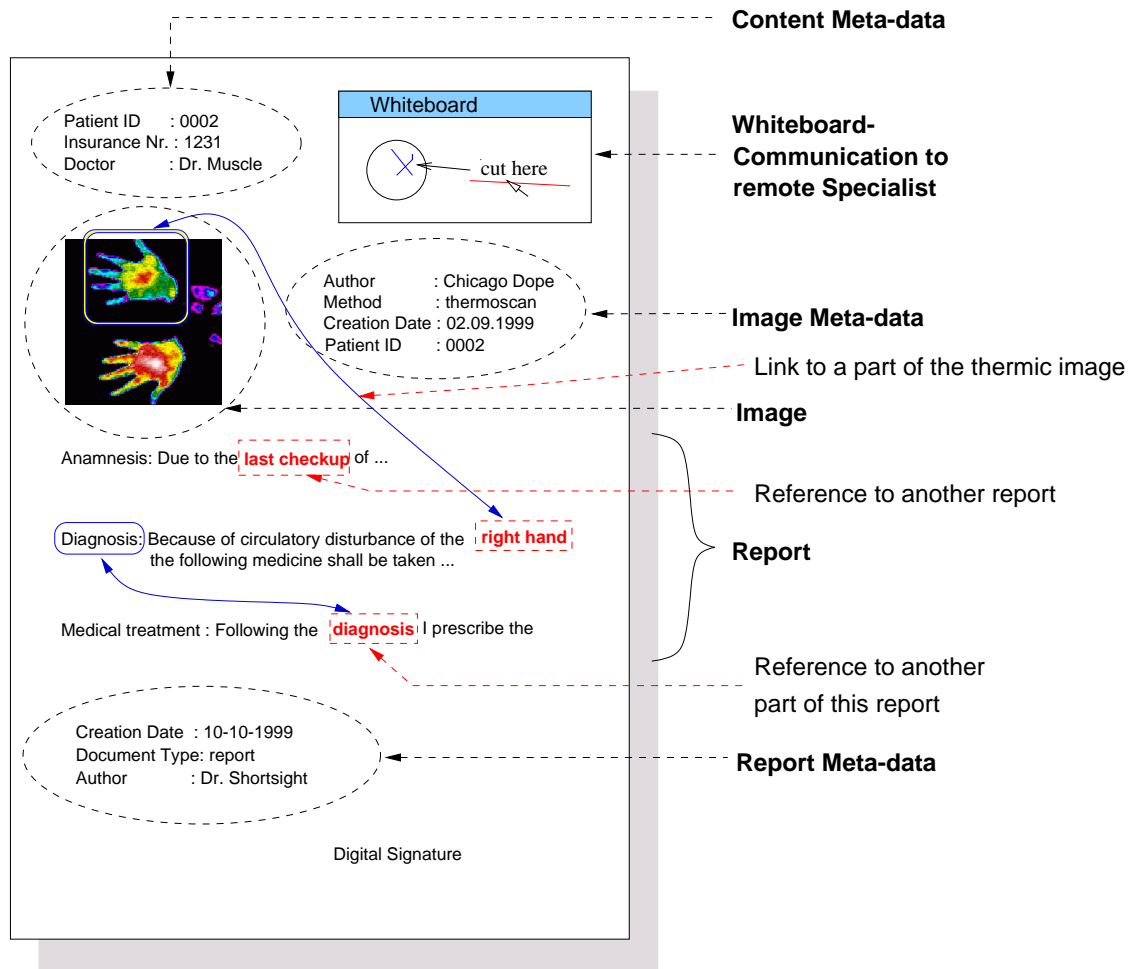 Content Meta-data
Patient ID : 0002
Insurance Nr. : 1231
Doctor : Dr. Muscle
Whiteboard
cut here
Whiteboard-
Communication to
remote Specialist
Author : Chicago Dope
Method : thermoscan
Creation Date : 02.09.1999
Patient ID : 0002
Image Meta-data
Link to a part of the thermic image
Image
Anamnesis: Due to the last checkup of ...
Reference to another report
Diagnosis: Because of circulatory disturbance of the right hand
the following medicine shall be taken ...
Report
Medical treatment : Following the diagnosis I prescribe the
Reference to another
part of this report
Creation Date : 10-10-1999
Document Type: report
Author : Dr. Shortsight
Report Meta-data
Digital Signature